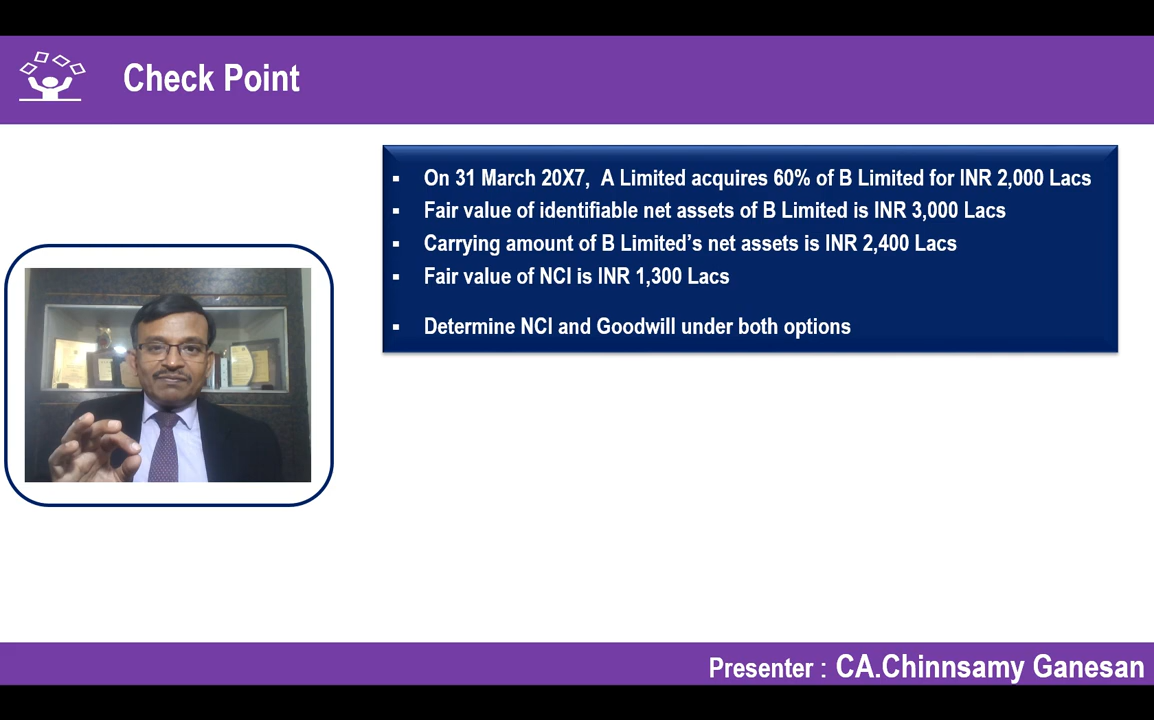 Check Point
▪ On 31 March 20X7, A Limited acquires 60% of B Limited for INR 2,000 Lacs
▪ Fair value of identifiable net assets of B Limited is INR 3,000 Lacs
▪ Carrying amount of B Limited’s net assets is INR 2,400 Lacs
▪ Fair value of NCI is INR 1,300 Lacs
▪ Determine NCI and Goodwill under both options
Presenter : CA.Chinnsamy Ganesan